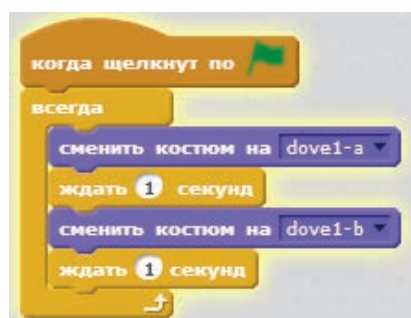 когда щелкнут по
всегда
сменить костюм на dove1-a
ждать 1 секунд
сменить костюм на dove1-b
ждать 1 секунд